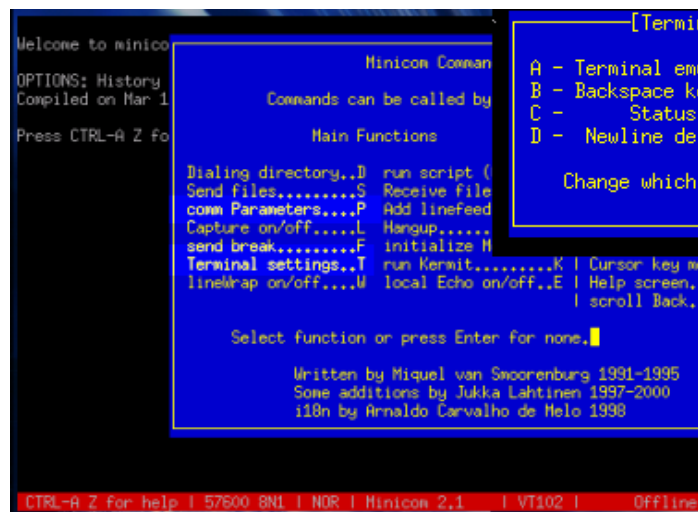 Welcome to minico
OPTIONS: History
Compiled on Mar 1
Press CTRL-A Z fo
Minicom Comman
Commands can be called by
Main Functions
Dialing directory..D run script (
Send files.........S Receive file
comm Parameters....P Add linefeed
Capture on/off.....L Hangup.......
send break.........F initialize M
Terminal settings..T run Kermit.........K | Cursor key m
lineWrap on/off....W local Echo on/off..E | Help screen.
| scroll Back.
Select function or press Enter for none.
Written by Miquel van Smoorenburg 1991-1995
Some additions by Jukka Lahtinen 1997-2000
i18n by Arnaldo Carvalho de Melo 1998
[Termin
A - Terminal emu
B - Backspace ke
C - Status
D - Newline de
Change which
CTRL-A Z for help | 57600 8N1 | NOR | Minicom 2.1 | VT102 | Offline